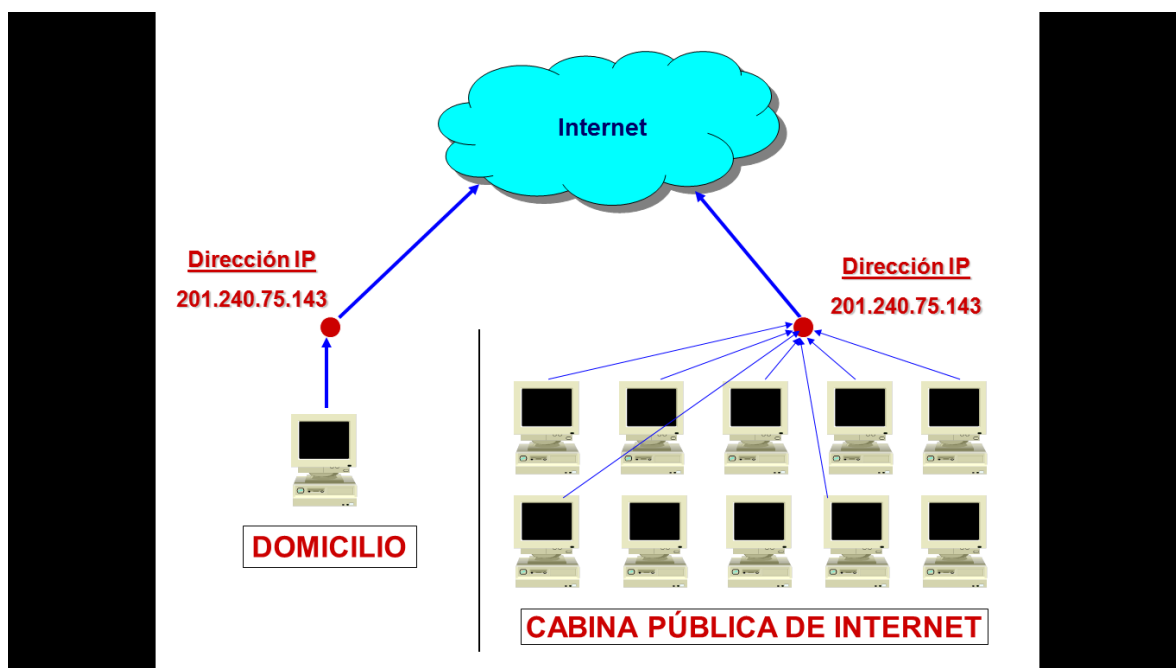 Internet
Dirección IP
201.240.75.143
Dirección IP
201.240.75.143
DOMICILIO
CABINA PÚBLICA DE INTERNET